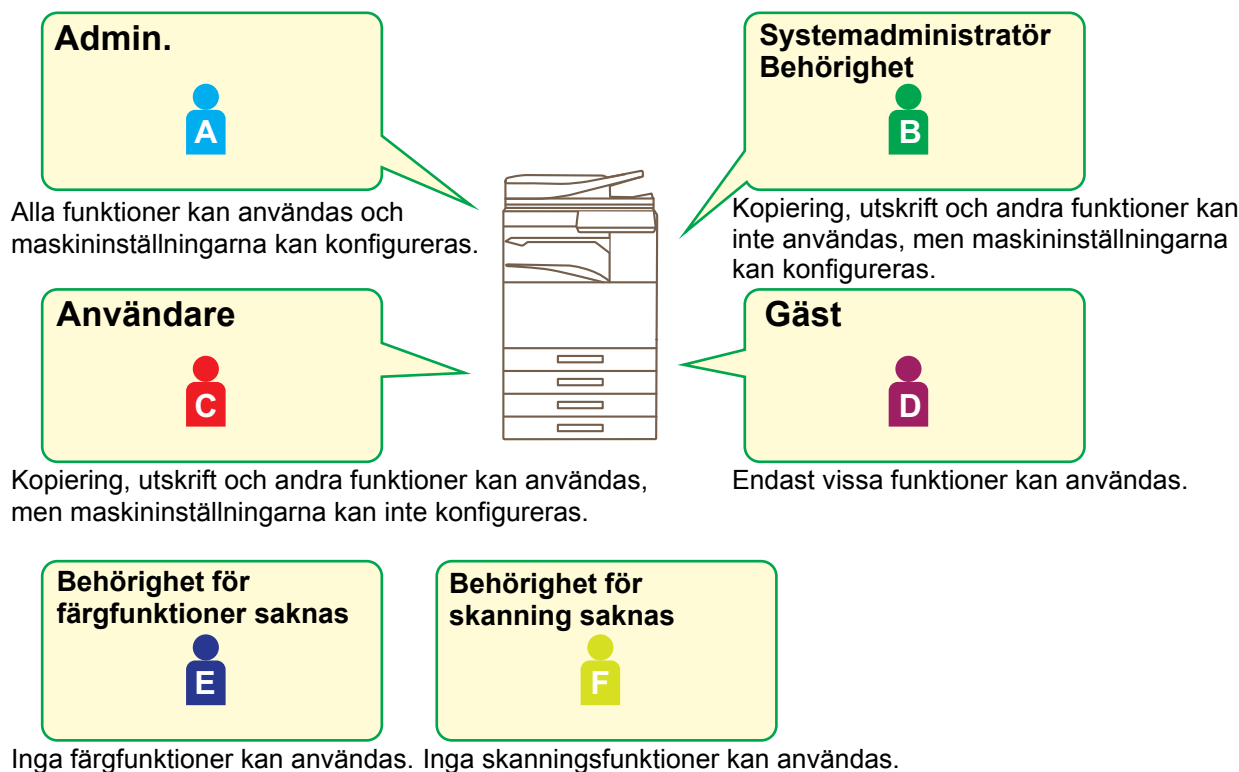 Admin.
A
Alla funktioner kan användas och
maskininställningarna kan konfigureras.
Systemadministratör
Behörighet
B
Kopiering, utskrift och andra funktioner kan
inte användas, men maskininställningarna
kan konfigureras.
Användare
C
Kopiering, utskrift och andra funktioner kan användas,
men maskininställningarna kan inte konfigureras.
Gäst
D
Endast vissa funktioner kan användas.
Behörighet för
färgfunktioner saknas
E
Inga färgfunktioner kan användas.
Behörighet för
skanning saknas
F
Inga skanningsfunktioner kan användas.